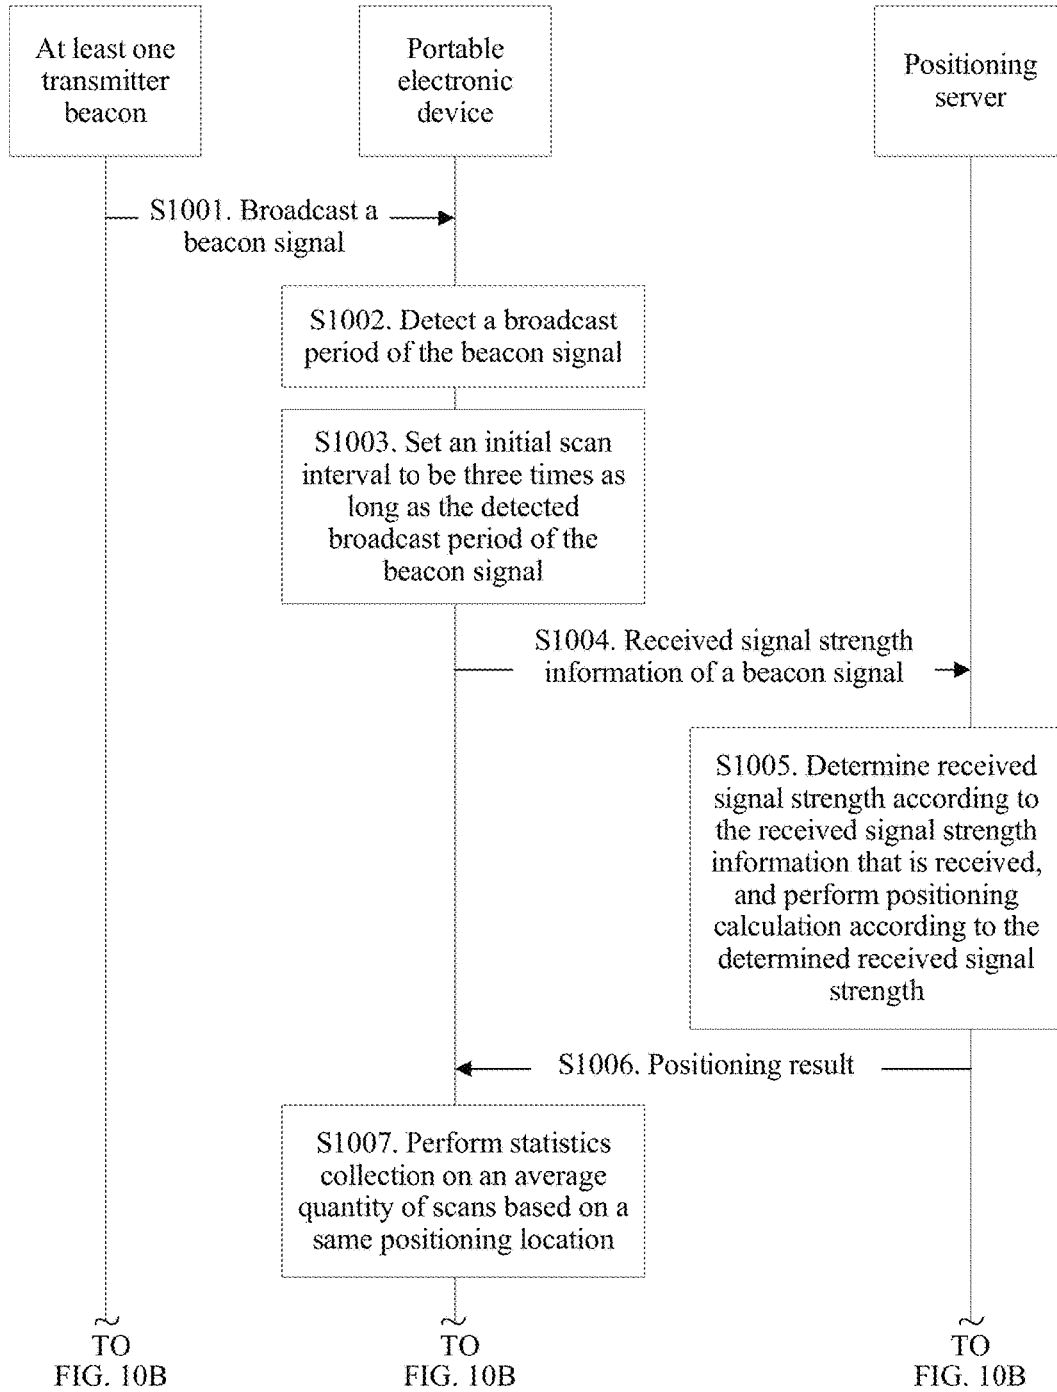 At least one
transmitter
beacon
Portable
electronic
device
Positioning
server
S1001. Broadcast a
beacon signal
S1002. Detect a broadcast
period of the beacon signal
S1003. Set an initial scan
interval to be three times as
long as the detected
broadcast period of the
beacon signal
S1004. Received signal strength
information of a beacon signal
S1005. Determine received
signal strength according to
the received signal strength
information that is received,
and perform positioning
calculation according to the
determined received signal
strength
S1006. Positioning result
S1007. Perform statistics
collection on an average
quantity of scans based on a
same positioning location
TO
FIG. 10B
TO
FIG. 10B
TO
FIG. 10B